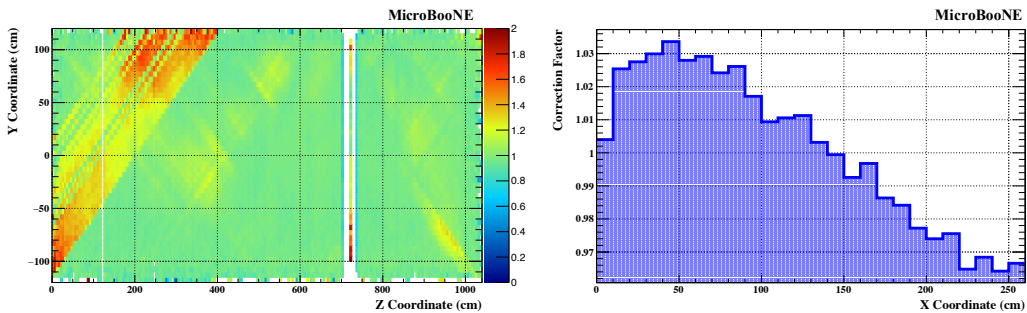 MicroBooNE
Y Coordinate (cm)
100
50
0
−50
−100
0 200 400 600 800 1000
Z Coordinate (cm)
2
1.8
1.6
1.4
1.2
1
0.8
0.6
0.4
0.2
0
MicroBooNE
Correction Factor
1.03
1.02
1.01
1
0.99
0.98
0.97
0 50 100 150 200 250
X Coordinate (cm)